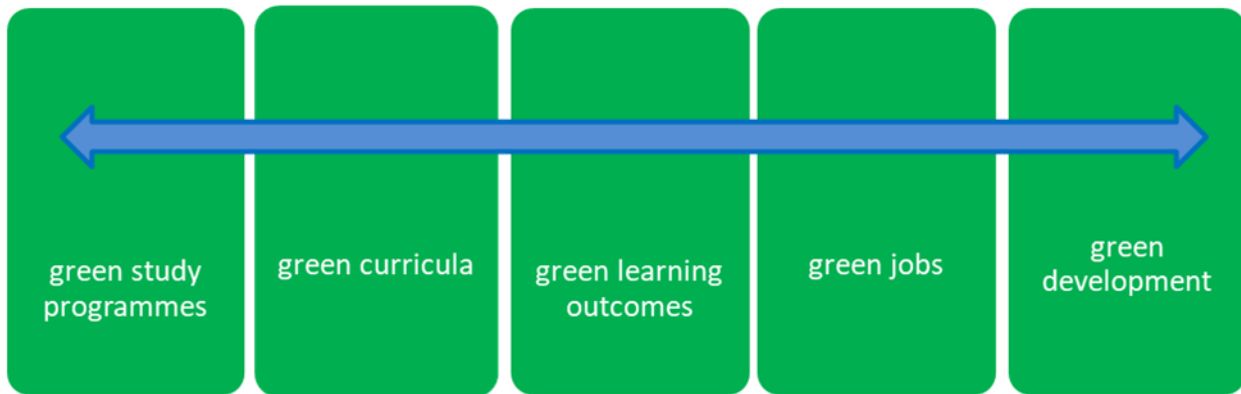 green study
programmes
green curricula
green learning
outcomes
green jobs
green
development